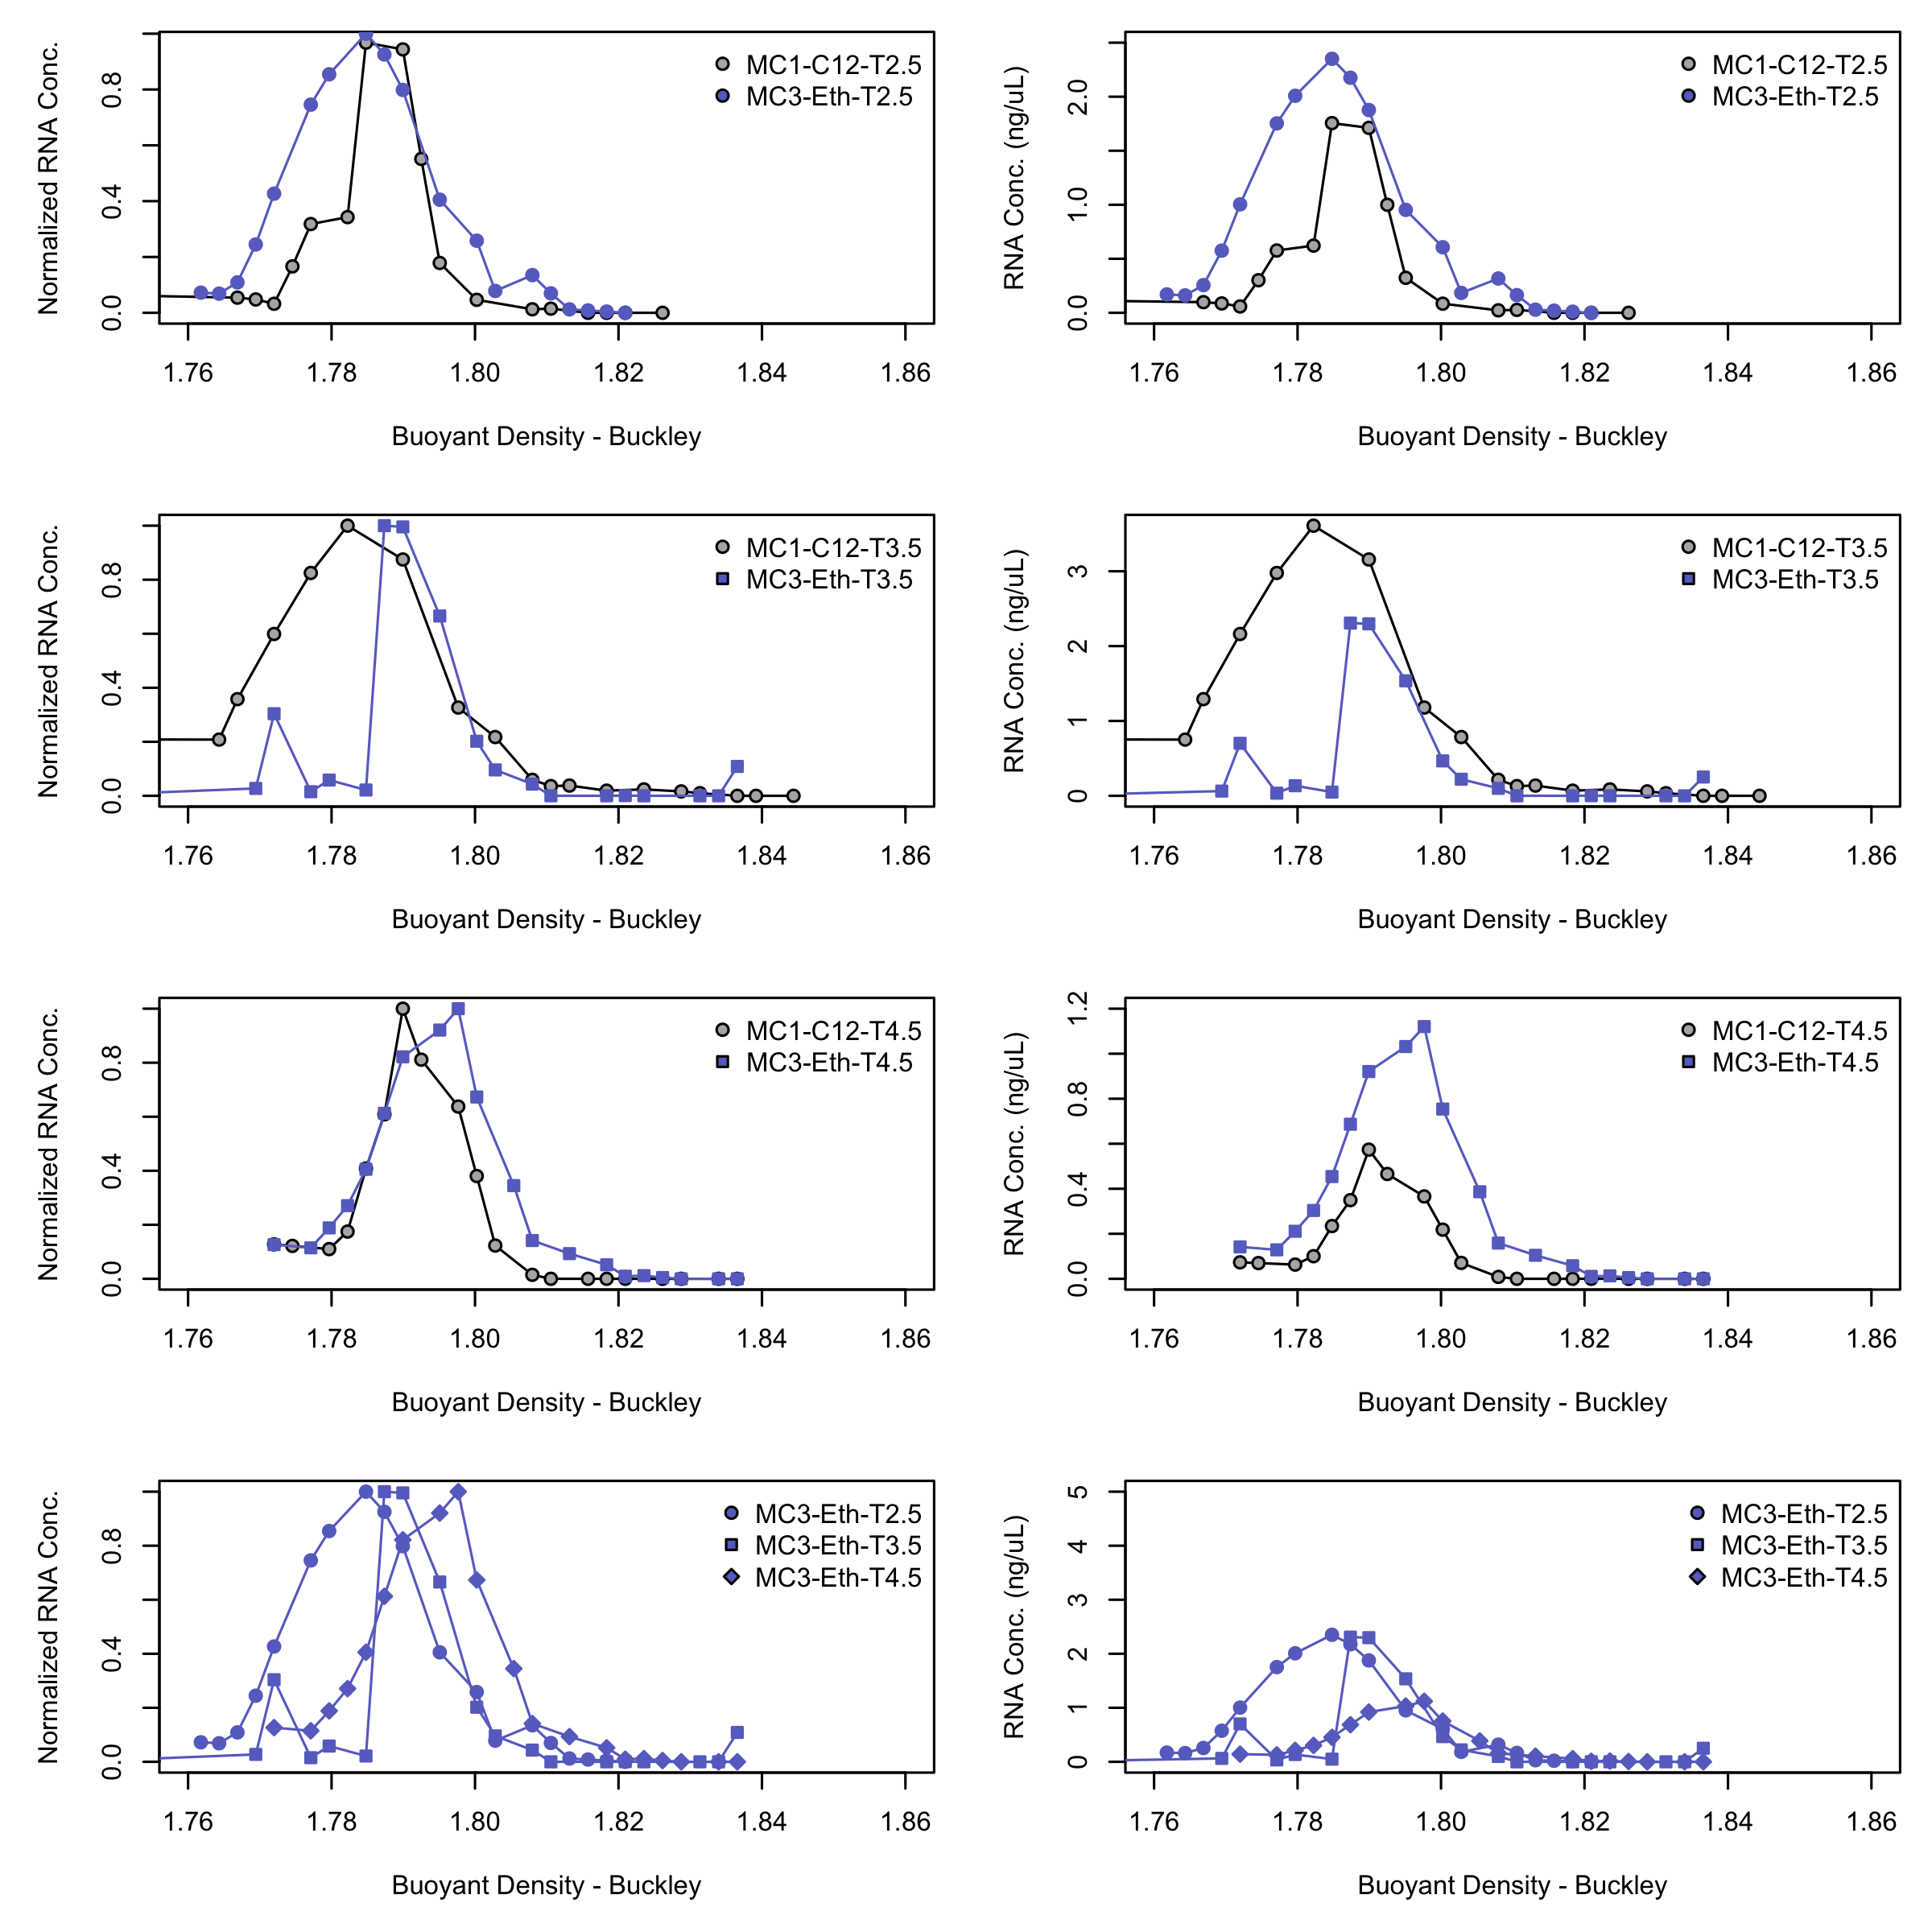 Normalized RNA Conc.
0.0 0.4 0.8
MC1-C12-T2.5
MC3-Eth-T2.5
1.76 1.78 1.80 1.82 1.84 1.86
Buoyant Density - Buckley
RNA Conc. (ng/uL)
0.0 1.0 2.0
MC1-C12-T2.5
MC3-Eth-T2.5
1.76 1.78 1.80 1.82 1.84 1.86
Buoyant Density - Buckley
Normalized RNA Conc.
0.0 0.4 0.8
MC1-C12-T3.5
MC3-Eth-T3.5
1.76 1.78 1.80 1.82 1.84 1.86
Buoyant Density - Buckley
RNA Conc. (ng/uL)
0 1 2 3
MC1-C12-T3.5
MC3-Eth-T3.5
1.76 1.78 1.80 1.82 1.84 1.86
Buoyant Density - Buckley
Normalized RNA Conc.
0.0 0.4 0.8
MC1-C12-T4.5
MC3-Eth-T4.5
1.76 1.78 1.80 1.82 1.84 1.86
Buoyant Density - Buckley
RNA Conc. (ng/uL)
0.0 0.4 0.8 1.2
MC1-C12-T4.5
MC3-Eth-T4.5
1.76 1.78 1.80 1.82 1.84 1.86
Buoyant Density - Buckley
Normalized RNA Conc.
0.0 0.4 0.8
MC3-Eth-T2.5
MC3-Eth-T3.5
MC3-Eth-T4.5
1.76 1.78 1.80 1.82 1.84 1.86
Buoyant Density - Buckley
RNA Conc. (ng/uL)
0 1 2 3 4 5
MC3-Eth-T2.5
MC3-Eth-T3.5
MC3-Eth-T4.5
1.76 1.78 1.80 1.82 1.84 1.86
Buoyant Density - Buckley